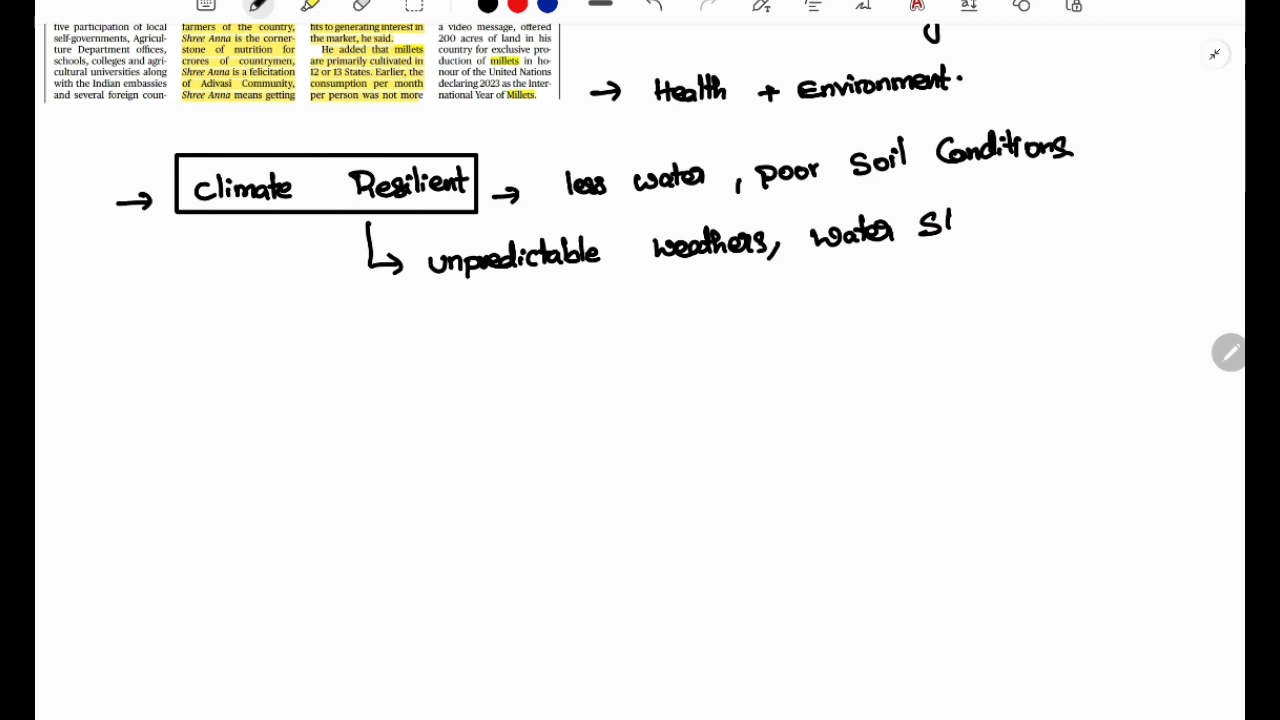 tive participation of local
self-governments, Agricul-
ture Department offices,
schools, colleges and agri-
cultural universities along
with the Indian embassies
and several foreign coun-
farmers of the country,
Shree Anna is the corner-
stone of nutrition for
crores of countrymen,
Shree Anna is a felicitation
of Adivasi Community,
Shree Anna means getting
hts to generating interest in
the market, he said.
He added that millets
are primarily cultivated in
12 or 13 States. Earlier, the
consumption per month
per person was not more
a video message, offered
200 acres of land in his
country for exclusive pro-
duction of millets in ho-
nour of the United Nations
declaring 2023 as the Inter-
national Year of Millets.
→ Health + Environment.
→ Climate Resilient → less water, poor soil Conditions
↳ unpredictable weathers, water